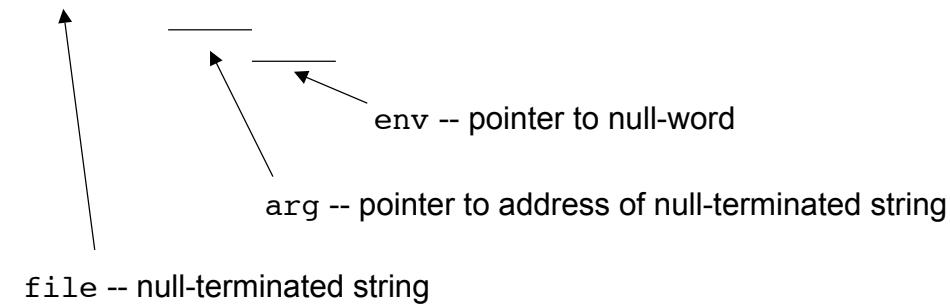 env -- pointer to null-word
arg -- pointer to address of null-terminated string
file -- null-terminated string